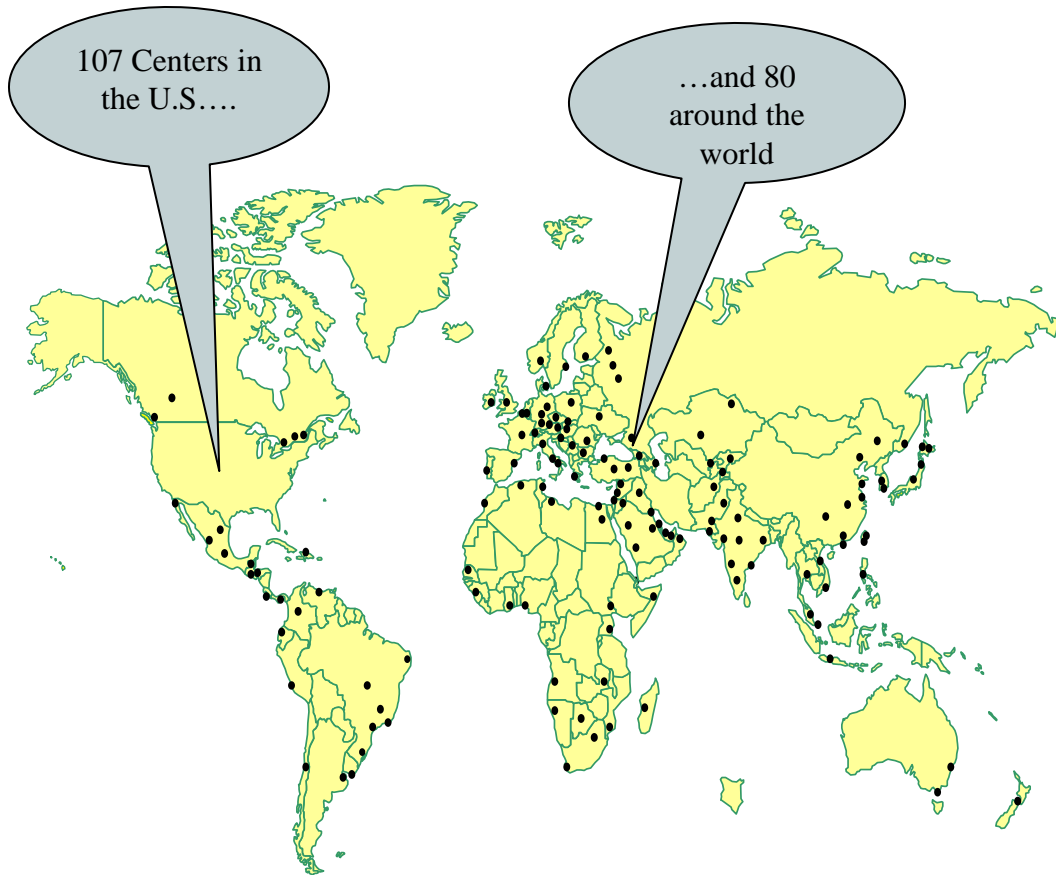 107 Centers in
the U.S….
…and 80
around the
world